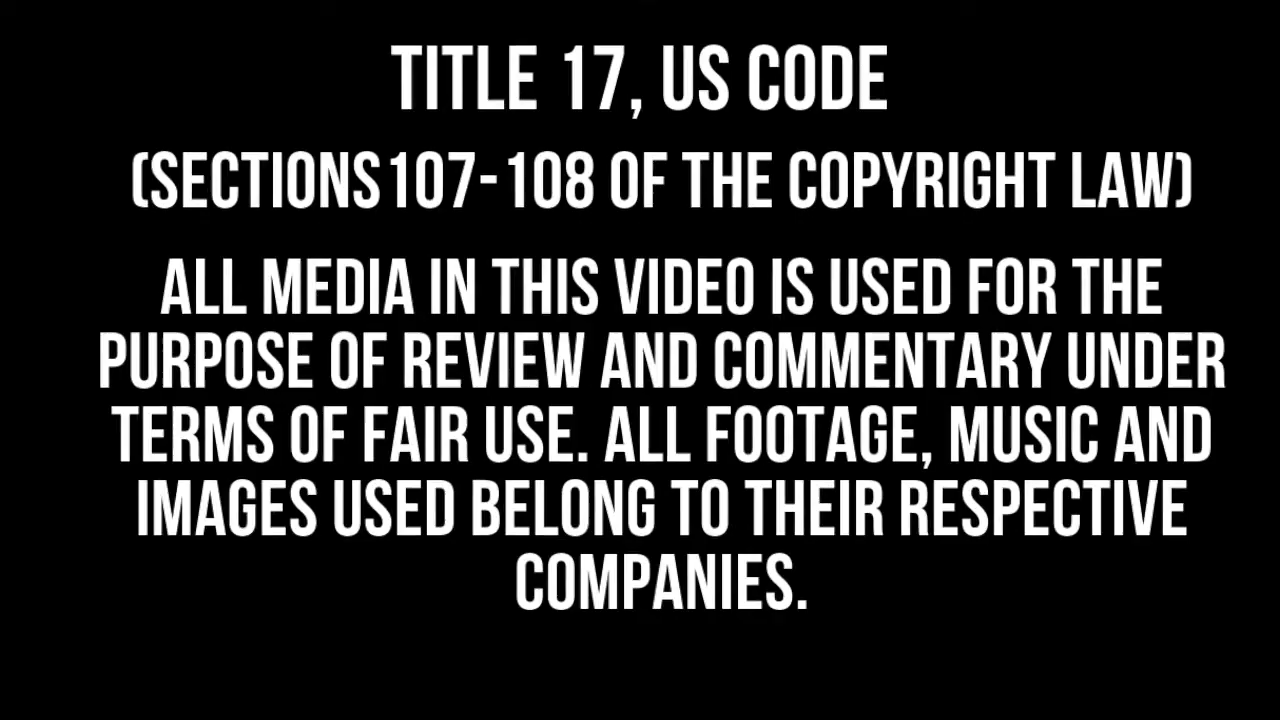 TITLE 17, US CODE
(SECTIONS107-108 OF THE COPYRIGHT LAW)
ALL MEDIA IN THIS VIDEO IS USED FOR THE
PURPOSE OF REVIEW AND COMMENTARY UNDER
TERMS OF FAIR USE. ALL FOOTAGE, MUSIC AND
IMAGES USED BELONG TO THEIR RESPECTIVE
COMPANIES.